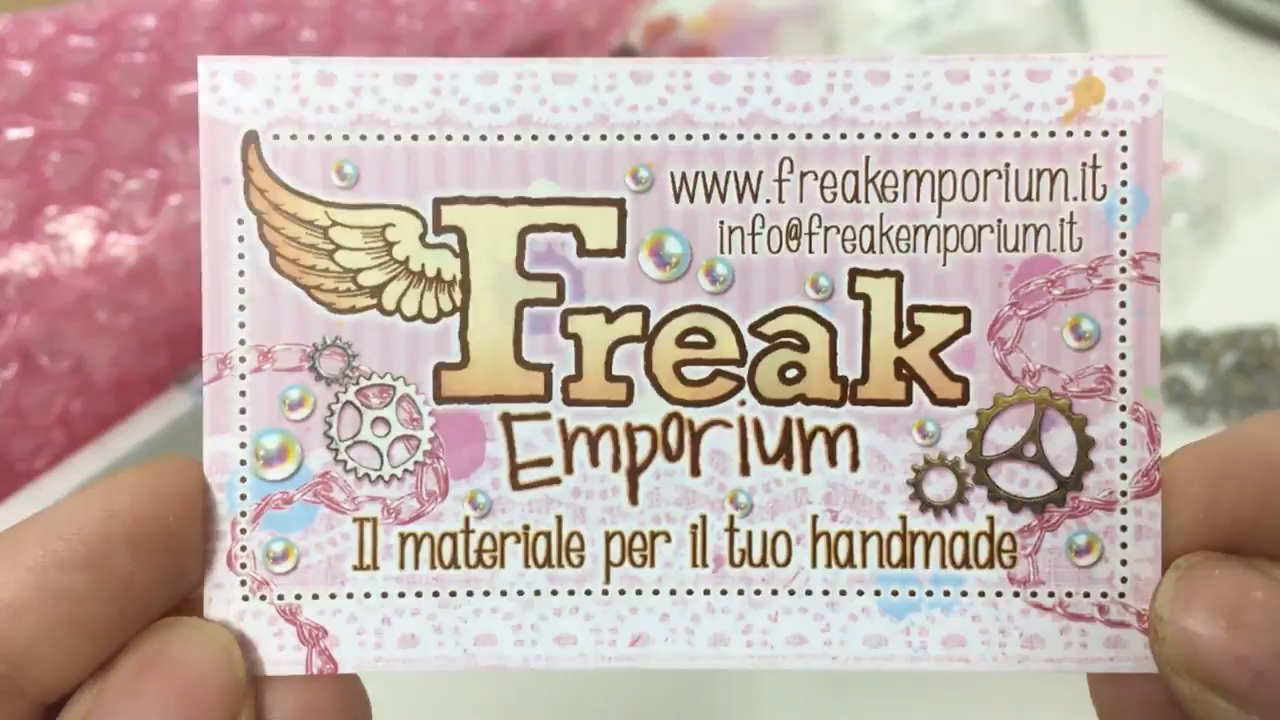 www.freakemporium.it
info@freakemporium.it
Freak
Emporium
Il materiale per il tuo handmade